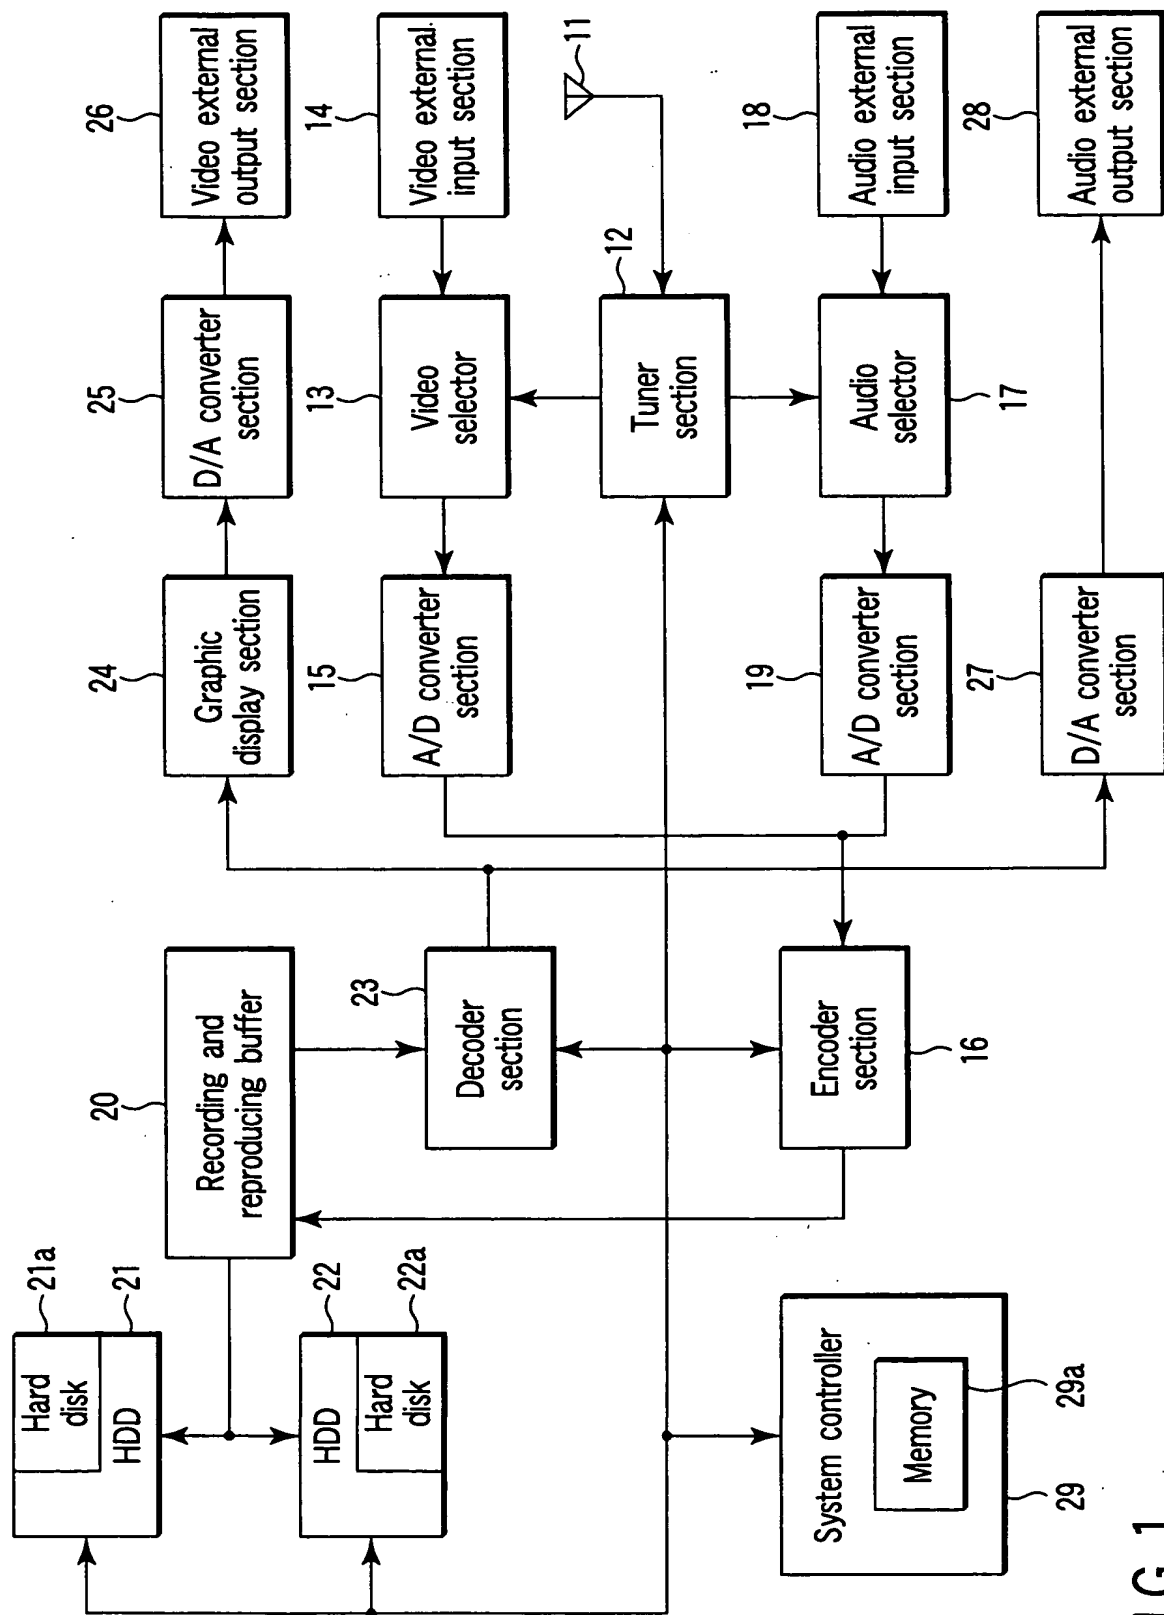 21a
Hard
disk
HDD
21
20
Recording and
reproducing buffer
24
Graphic
display section
25
D/A converter
section
26
Video external
output section
22
HDD
Hard
disk
22a
23
Decoder
section
15
A/D converter
section
13
Video
selector
14
Video external
input section
12
Tuner
section
11
System controller
Memory
29a
29
Encoder
section
16
19
A/D converter
section
Audio
selector
17
18
Audio external
input section
27
D/A converter
section
28
Audio external
output section
IG. 1